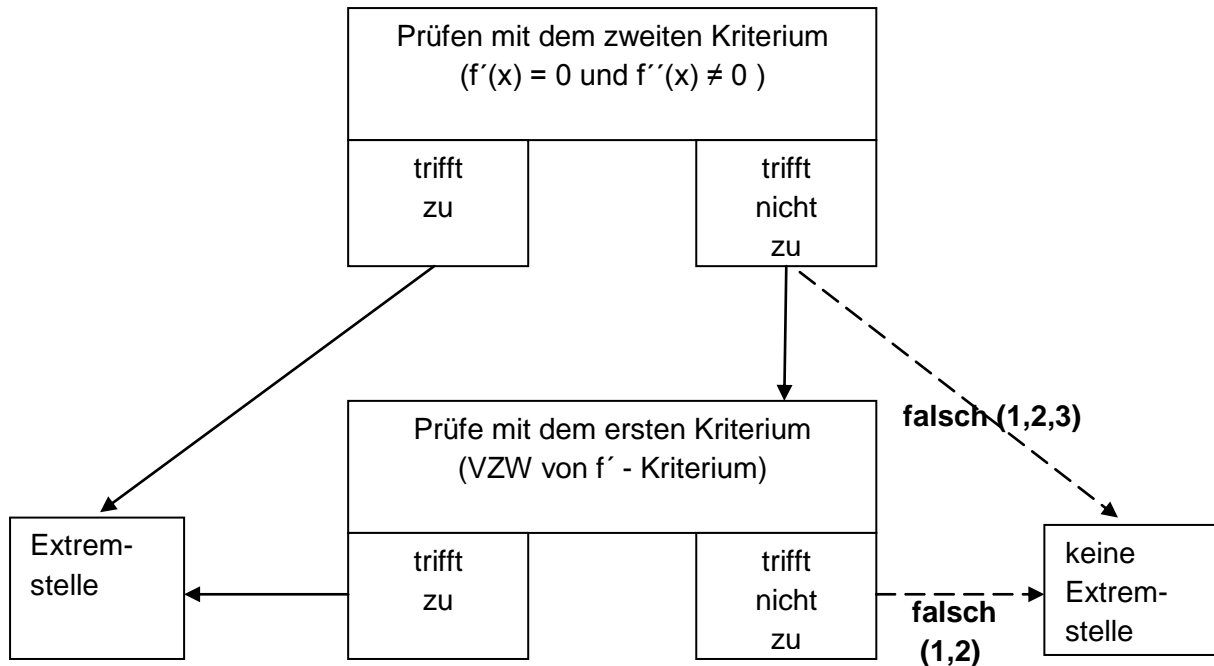 Prüfen mit dem zweiten Kriterium
(f´(x) = 0 und f´´(x) ≠ 0 )
trifft
zu
trifft
nicht
zu
falsch (1,2,3)
Prüfe mit dem ersten Kriterium
(VZW von f´ - Kriterium)
trifft
zu
trifft
nicht
zu
Extrem-
stelle
falsch
(1,2)
keine
Extrem-
stelle